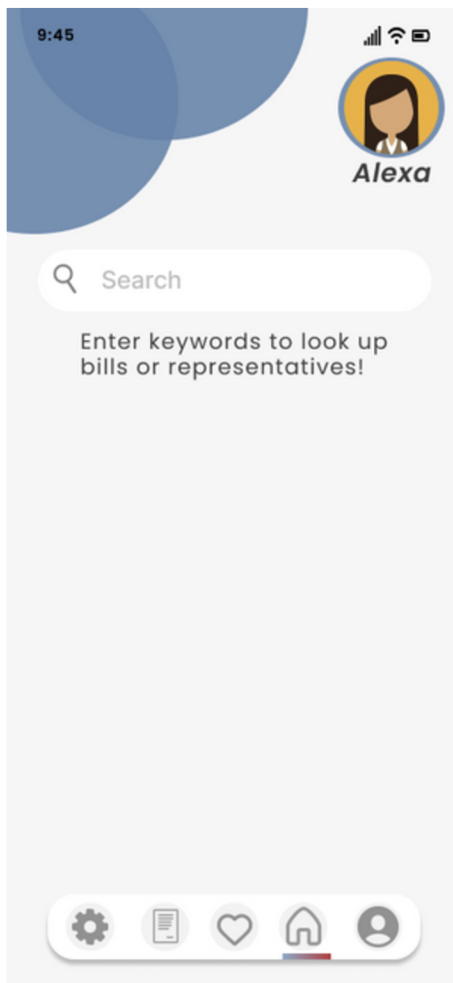 9:45
Alexa
Search
Enter keywords to look up
bills or representatives!